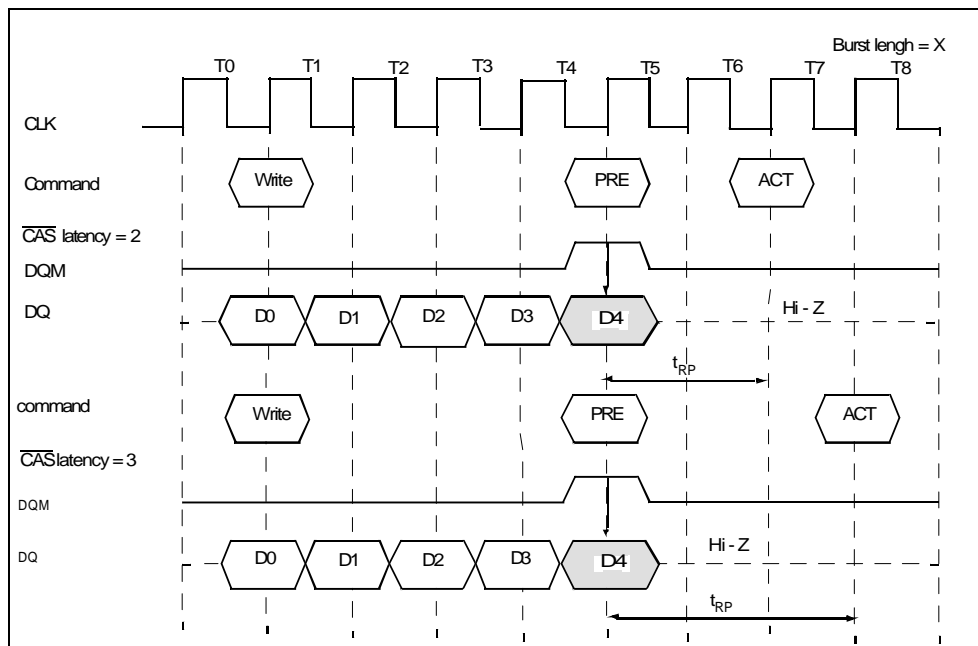 Burst lengh = X
T0 T1 T2 T3 T4 T5 T6 T7 T8
CLK
Command Write PRE ACT
CAS latency = 2
DQM
DQ D0 D1 D2 D3 D4 Hi - Z
tRP
command Write PRE ACT
CAS latency = 3
DQM
DQ D0 D1 D2 D3 D4 Hi - Z
tRP